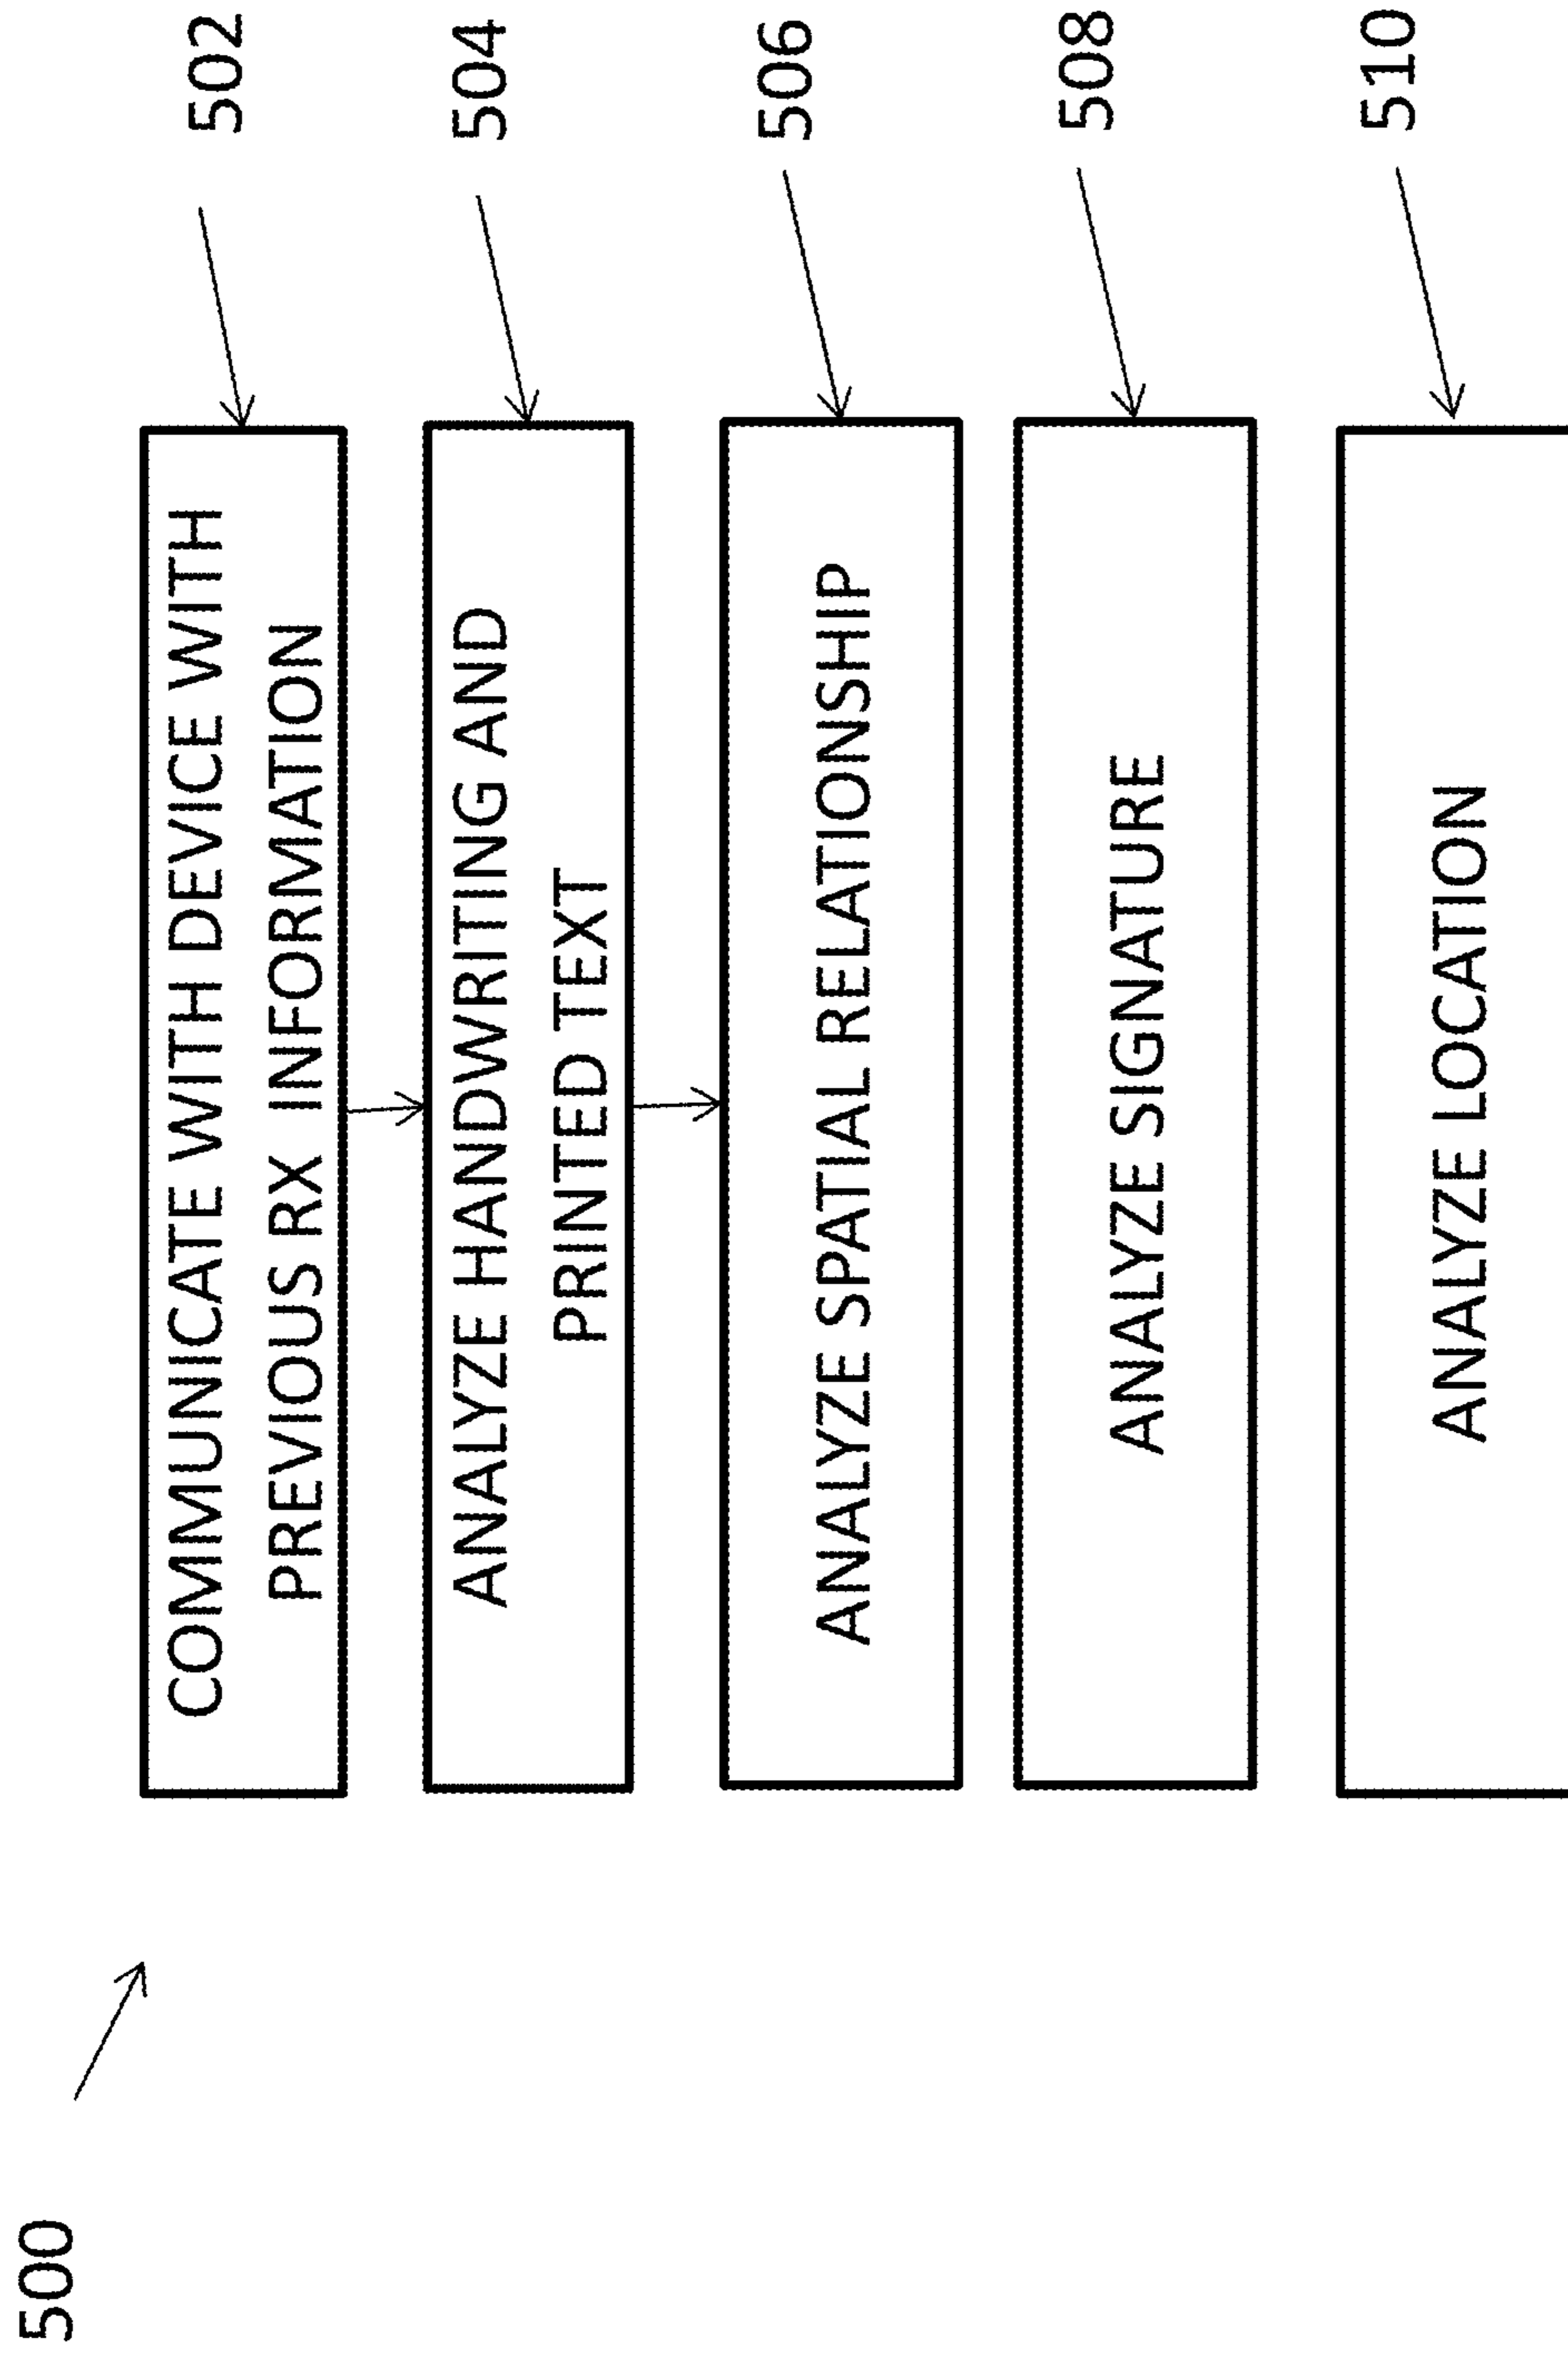 500
COMMUNICATE WITH DEVICE WITH
PREVIOUS RX INFORMATION
502
ANALYZE HANDWRITING AND
PRINTED TEXT
504
ANALYZE SPATIAL RELATIONSHIP
506
ANALYZE SIGNATURE
508
ANALYZE LOCATION
510